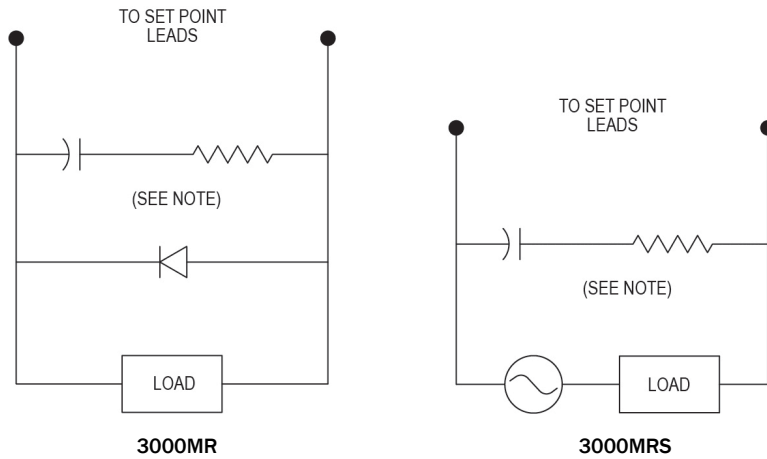 TO SET POINT
LEADS
(SEE NOTE)
LOAD
3000MR
TO SET POINT
LEADS
(SEE NOTE)
LOAD
3000MRS